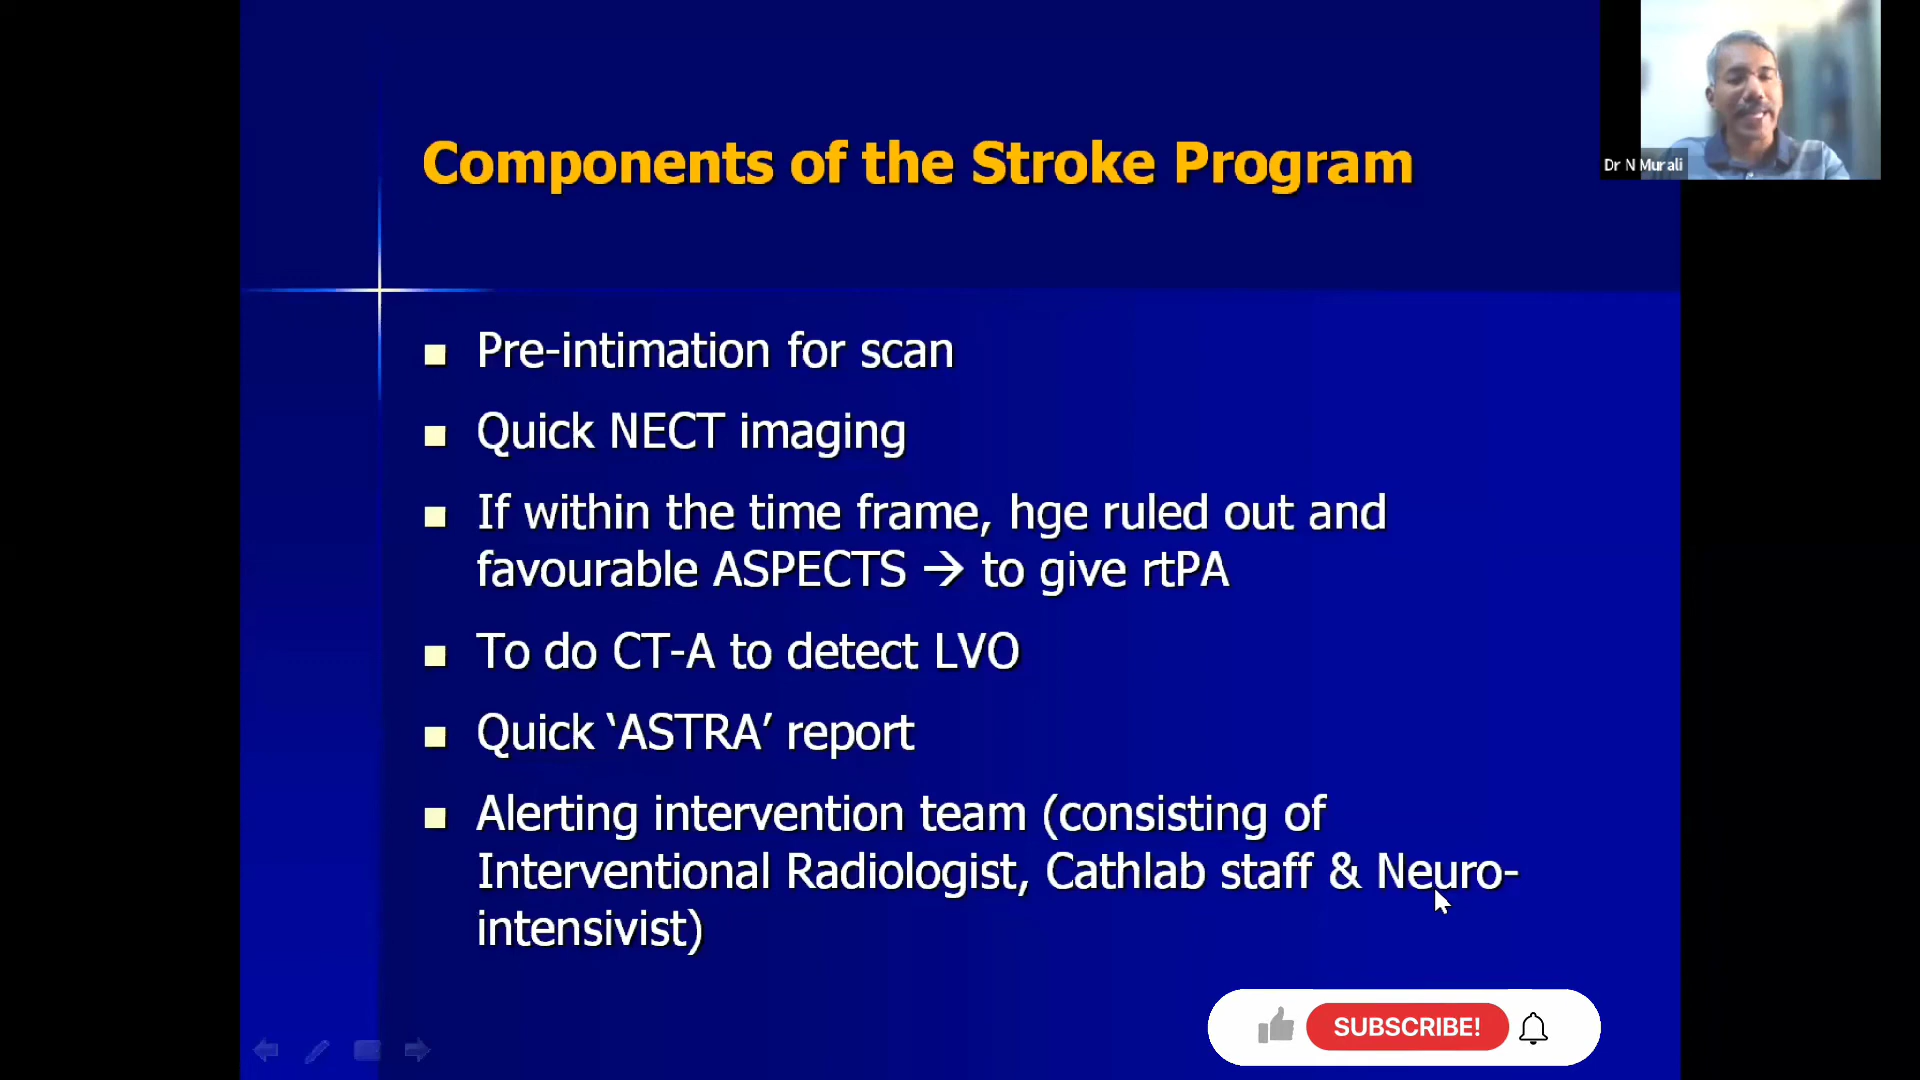 Components of the Stroke Program
Dr N Murali
Pre-intimation for scan
Quick NECT imaging
If within the time frame, hge ruled out and
favourable ASPECTS → to give rtPA
To do CT-A to detect LVO
Quick ‘ASTRA’ report
Alerting intervention team (consisting of
Interventional Radiologist, Cathlab staff & Neuro-
intensivist)
SUBSCRIBE!